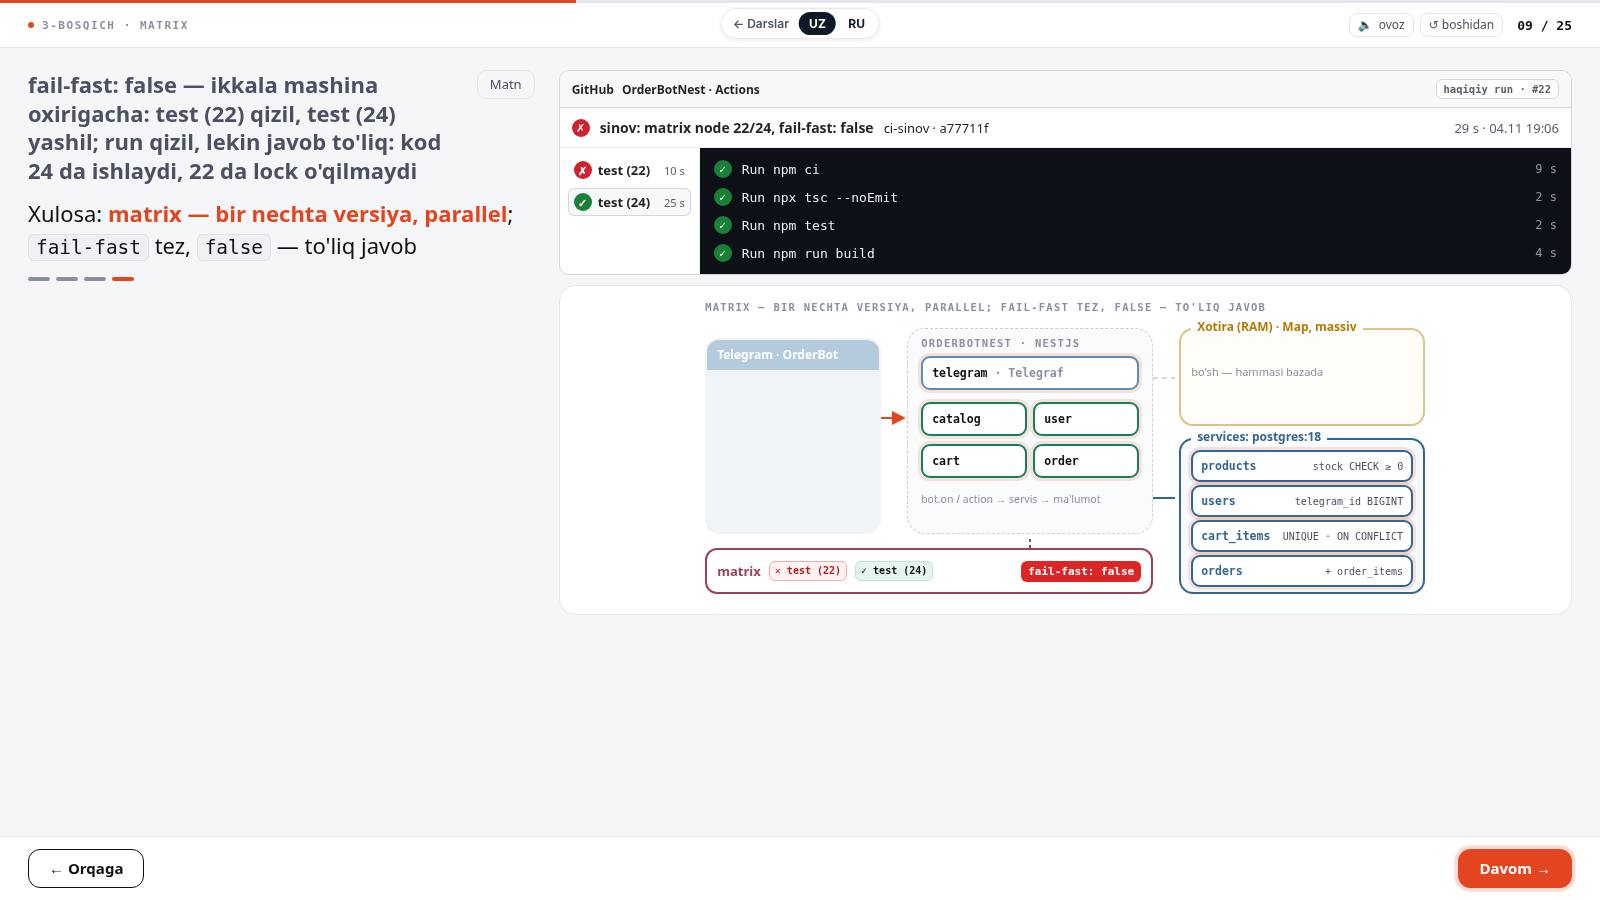 3-BOSQICH · MATRIX
← Darslar UZ RU
🔈 ovoz ↺ boshidan 09 / 25
fail-fast: false — ikkala mashina
oxirigacha: test (22) qizil, test (24)
yashil; run qizil, lekin javob to'liq: kod
24 da ishlaydi, 22 da lock o'qilmaydi
Matn
Xulosa: matrix — bir nechta versiya, parallel;
fail-fast tez, false — to'liq javob
GitHub OrderBotNest · Actions
haqiqiy run · #22
✗ sinov: matrix node 22/24, fail-fast: false ci-sinov · a77711f
29 s · 04.11 19:06
✗ test (22) 10 s
✓ test (24) 25 s
✓ Run npm ci 9 s
✓ Run npx tsc --noEmit 2 s
✓ Run npm test 2 s
✓ Run npm run build 4 s
MATRIX — BIR NECHTA VERSIYA, PARALLEL; FAIL-FAST TEZ, FALSE — TO'LIQ JAVOB
Telegram · OrderBot
ORDERBOTNEST · NESTJS
telegram · Telegraf
catalog user
cart order
bot.on / action → servis → ma'lumot
Xotira (RAM) · Map, massiv
bo'sh — hammasi bazada
services: postgres:18
products stock CHECK ≥ 0
users telegram_id BIGINT
cart_items UNIQUE · ON CONFLICT
orders + order_items
matrix ✕ test (22) ✓ test (24) fail-fast: false
← Orqaga
Davom →